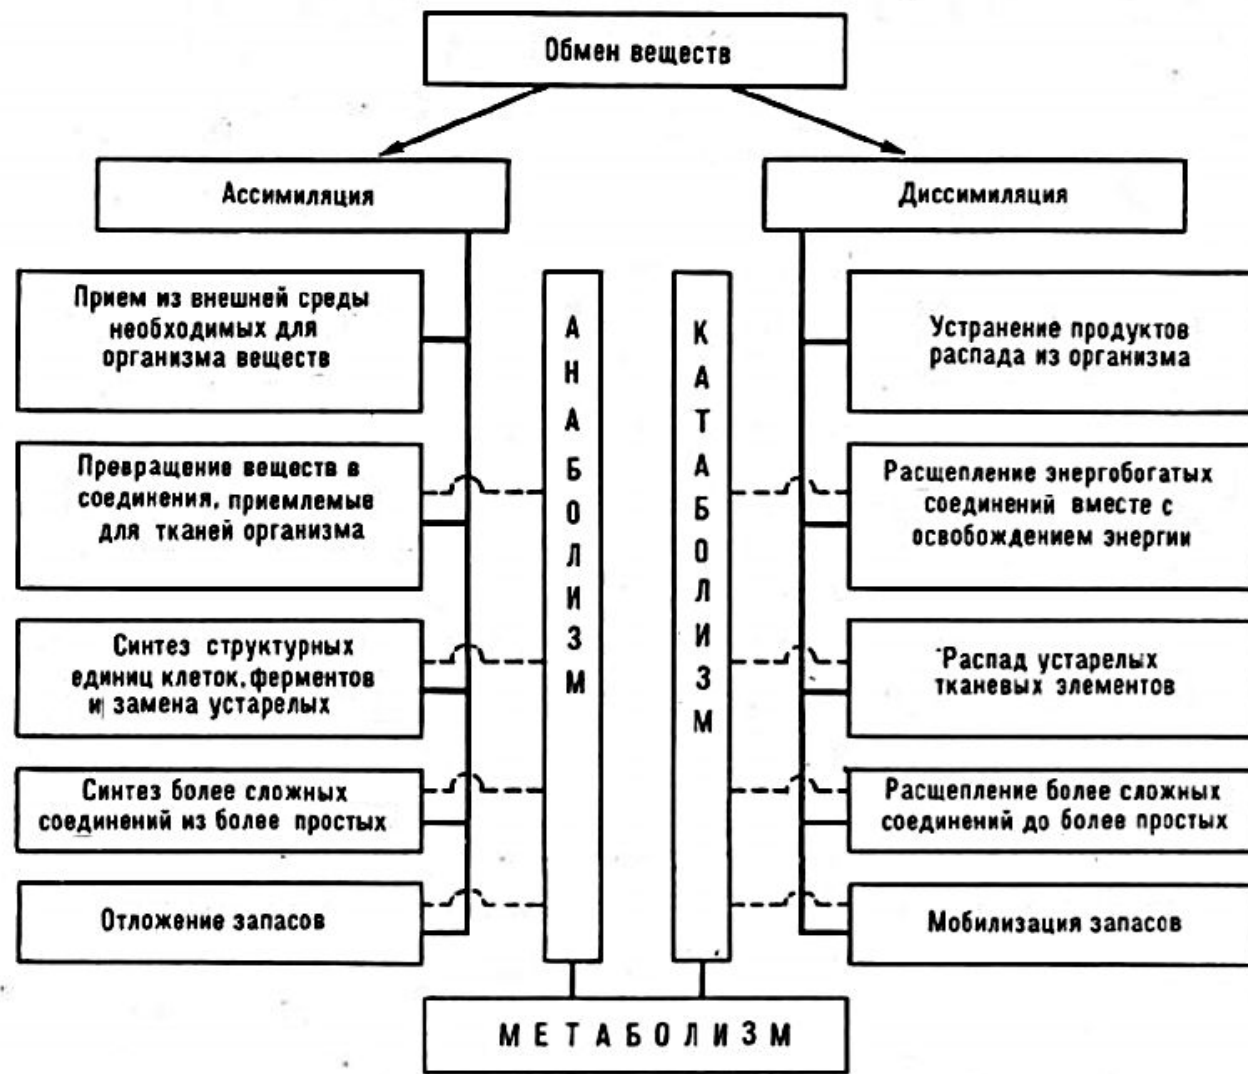 Обмен веществ
Ассимиляция
Диссимиляция
Прием из внешней среды
необходимых для
организма веществ
Превращение веществ в
соединения, приемлемые
для тканей организма
Синтез структурных
единиц клеток, ферментов
и замена устарелых
Синтез более сложных
соединений из более простых
Отложение запасов
АНАБОЛИЗМ
КАТАБОЛИЗМ
Устранение продуктов
распада из организма
Расщепление энергобогатых
соединений вместе с
освобождением энергии
Распад устарелых
тканевых элементов
Расщепление более сложных
соединений до более простых
Мобилизация запасов
МЕТАБОЛИЗМ